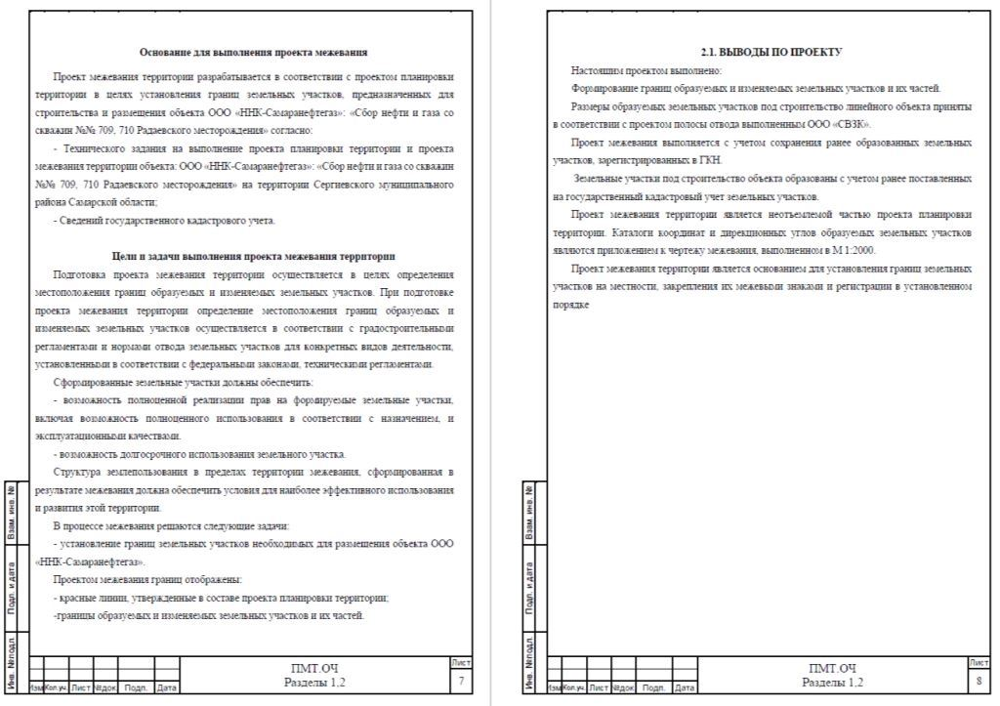 Основание для выполнения проекта межевания
Проект межевания территории разрабатывается в соответствии с проектом планировки
территории в целях установления границ земельных участков, предназначенных для
строительства и размещения объекта ООО «ННК-Самаранефтегаз»: «Сбор нефти и газа со
скважин №№ 709, 710 Радаевского месторождения» согласно:
- Технического задания на выполнение проекта планировки территории и проекта
межевания территории объекта: ООО «ННК-Самаранефтегаз»: «Сбор нефти и газа со скважин
№№ 709, 710 Радаевского месторождения» на территории Сергиевского муниципального
района Самарской области;
- Сведений государственного кадастрового учета.
Цели и задачи выполнения проекта межевания территории
Подготовка проекта межевания территории осуществляется в целях определения
местоположения границ образуемых и изменяемых земельных участков. При подготовке
проекта межевания территории определение местоположения границ образуемых и
изменяемых земельных участков осуществляется в соответствии с градостроительными
регламентами и нормами отвода земельных участков для конкретных видов деятельности,
установленными в соответствии с федеральными законами, техническими регламентами.
Сформированные земельные участки должны обеспечить:
- возможность полноценной реализации прав на формируемые земельные участки,
включая возможность полноценного использования в соответствии с назначением, и
эксплуатационными качествами.
- возможность долгосрочного использования земельного участка.
Структура землепользования в пределах территории межевания, сформированная в
результате межевания должна обеспечить условия для наиболее эффективного использования
и развития этой территории.
В процессе межевания решаются следующие задачи:
- установление границ земельных участков необходимых для размещения объекта ООО
«ННК-Самаранефтегаз».
Проектом межевания границ отображены:
- красные линии, утвержденные в составе проекта планировки территории;
-границы образуемых и изменяемых земельных участков и их частей.
Взам. инв. №
Подп. и дата
Инв. №подл.
Изм Кол.уч. Лист №док Подп. Дата
ПМТ.ОЧ
Разделы 1,2
Лист
7
2.1. ВЫВОДЫ ПО ПРОЕКТУ
Настоящим проектом выполнено:
Формирование границ образуемых и изменяемых земельных участков и их частей.
Размеры образуемых земельных участков под строительство линейного объекта приняты
в соответствии с проектом полосы отвода выполненным ООО «СВЗК».
Проект межевания выполняется с учетом сохранения ранее образованных земельных
участков, зарегистрированных в ГКН.
Земельные участки под строительство объекта образованы с учетом ранее поставленных
на государственный кадастровый учет земельных участков.
Проект межевания территории является неотъемлемой частью проекта планировки
территории. Каталоги координат и дирекционных углов образуемых земельных участков
являются приложением к чертежу межевания, выполненном в М 1:2000.
Проект межевания территории является основанием для установления границ земельных
участков на местности, закрепления их межевыми знаками и регистрации в установленном
порядке
Взам. инв. №
Подп. и дата
Инв. №подл.
Изм Кол.уч. Лист №док Подп. Дата
ПМТ.ОЧ
Разделы 1,2
Лист
8